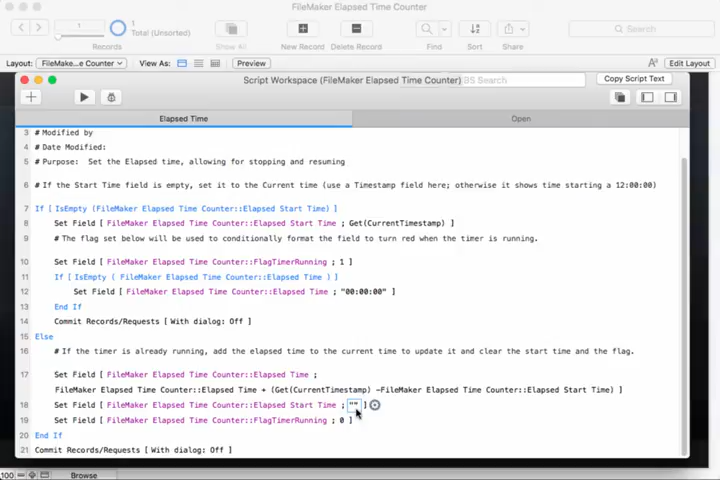 FileMaker Elapsed Time Counter
1
1
Total (Unsorted)
Search
Records
Show All
New Record
Delete Record
Find
Sort
Share
Layout:
FileMake...e Counter
View As:
Preview
Edit Layout
Script Workspace (FileMaker Elapsed Time Counter)
Search
Copy Script Text
Elapsed Time
Open
3 # Modified by
4 # Date Modified:
5 # Purpose: Set the Elapsed time, allowing for stopping and resuming
6 # If the Start Time field is empty, set it to the Current time (use a Timestamp field here; otherwise it shows time starting a 12:00:00)
7 If [ IsEmpty (FileMaker Elapsed Time Counter::Elapsed Start Time) ]
8 Set Field [ FileMaker Elapsed Time Counter::Elapsed Start Time ; Get(CurrentTimestamp) ]
9 # The flag set below will be used to conditionally format the field to turn red when the timer is running.
10 Set Field [ FileMaker Elapsed Time Counter::FlagTimerRunning ; 1 ]
11 If [ IsEmpty ( FileMaker Elapsed Time Counter::Elapsed Time ) ]
12 Set Field [ FileMaker Elapsed Time Counter::Elapsed Time ; "00:00:00" ]
13 End If
14 Commit Records/Requests [ With dialog: Off ]
15 Else
16 # If the timer is already running, add the elapsed time to the current time to update it and clear the start time and the flag.
17 Set Field [ FileMaker Elapsed Time Counter::Elapsed Time ;
FileMaker Elapsed Time Counter::Elapsed Time + (Get(CurrentTimestamp) -FileMaker Elapsed Time Counter::Elapsed Start Time) ]
18 Set Field [ FileMaker Elapsed Time Counter::Elapsed Start Time ; "" ]
19 Set Field [ FileMaker Elapsed Time Counter::FlagTimerRunning ; 0 ]
20 End If
21 Commit Records/Requests [ With dialog: Off ]
100
Browse